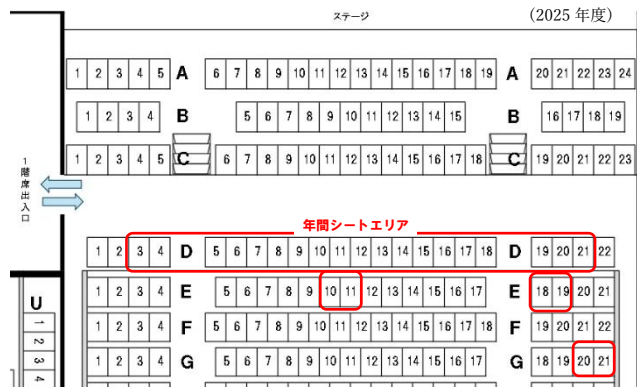 ステージ
(2025 年度)
1 2 3 4 5 A 6 7 8 9 10 11 12 13 14 15 16 17 18 19 A 20 21 22 23 24
1 2 3 4 B 5 6 7 8 9 10 11 12 13 14 15 B 16 17 18 19
1 2 3 4 5 C 6 7 8 9 10 11 12 13 14 15 16 17 18 C 19 20 21 22 23
1階席出入口
年間シートエリア
1 2 3 4 D 5 6 7 8 9 10 11 12 13 14 15 16 17 18 D 19 20 21 22
1 2 3 4 E 5 6 7 8 9 10 11 12 13 14 15 16 17 E 18 19 20 21
1 2 3 4 F 5 6 7 8 9 10 11 12 13 14 15 16 17 18 F 19 20 21 22
1 2 3 4 G 5 6 7 8 9 10 11 12 13 14 15 16 17 G 18 19 20 21
U
1
2
3
4